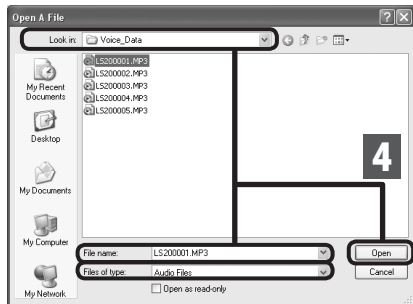 Open A File
Look in: Voice_Data
LS200001.MP3
LS200002.MP3
LS200003.MP3
LS200004.MP3
LS200005.MP3
My Recent
Documents
Desktop
My Documents
My Computer
My Network
4
File name: LS200001.MP3 Open
Files of type: Audio Files Cancel
Open as read-only